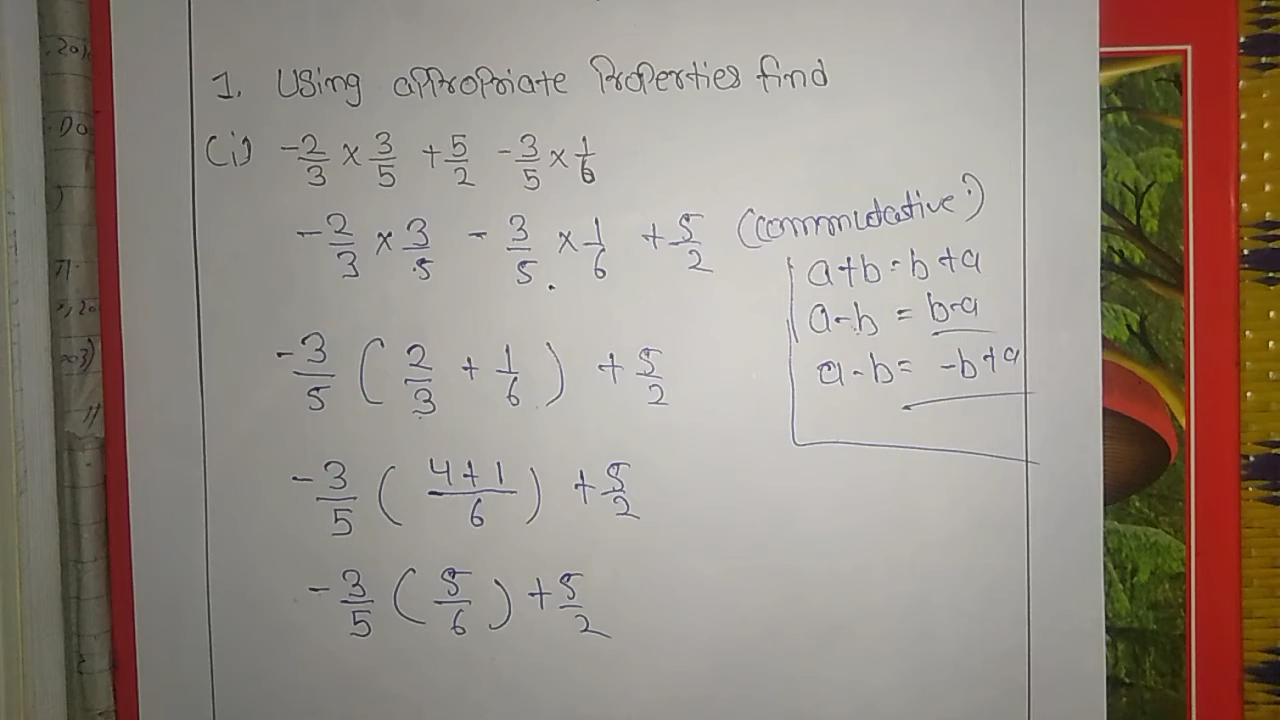 1. Using appropriate Properties find
(i) -2/3 × 3/5 + 5/2 - 3/5 × 1/6
-2/3 × 3/5 - 3/5 × 1/6 + 5/2 (Commutative)
a+b = b+a
a-b = b-a
a-b = -b+a
-3/5 ( 2/3 + 1/6 ) + 5/2
-3/5 ( 4+1/6 ) + 5/2
-3/5 ( 5/6 ) + 5/2